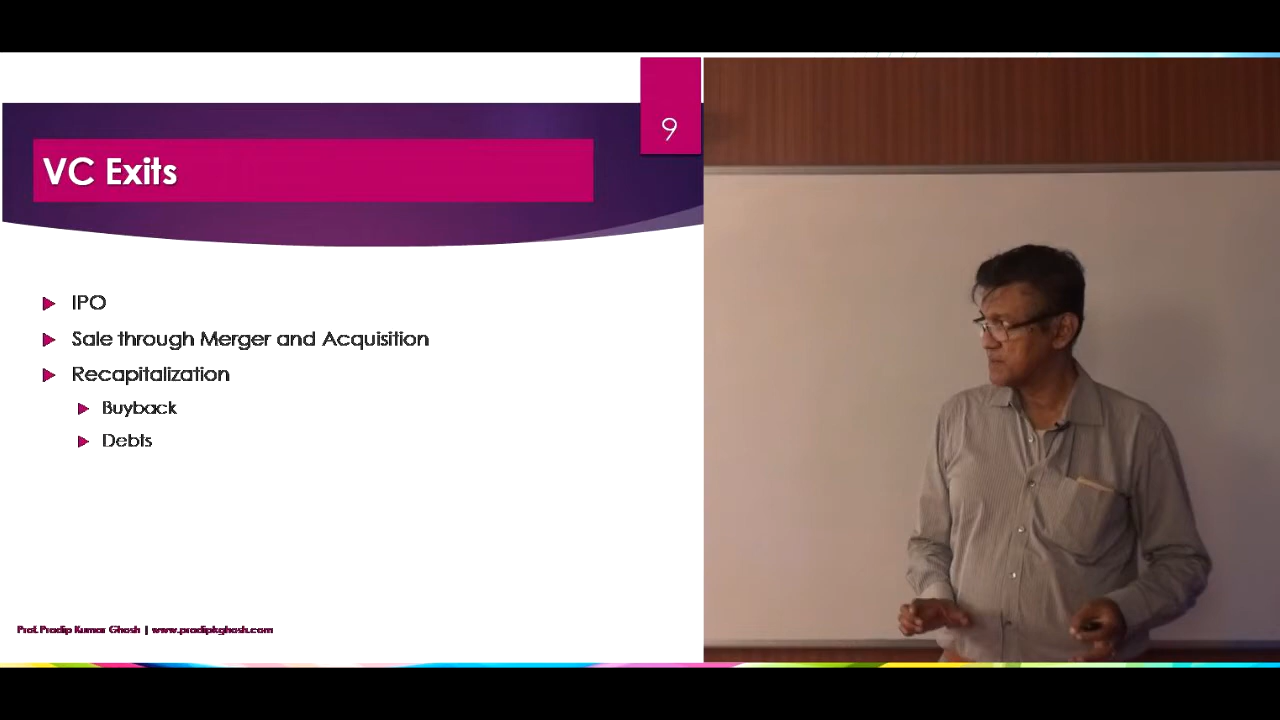 9
VC Exits
IPO
Sale through Merger and Acquisition
Recapitalization
Buyback
Debts
Prof. Pradip Kumar Ghosh | www.pradipkghosh.com